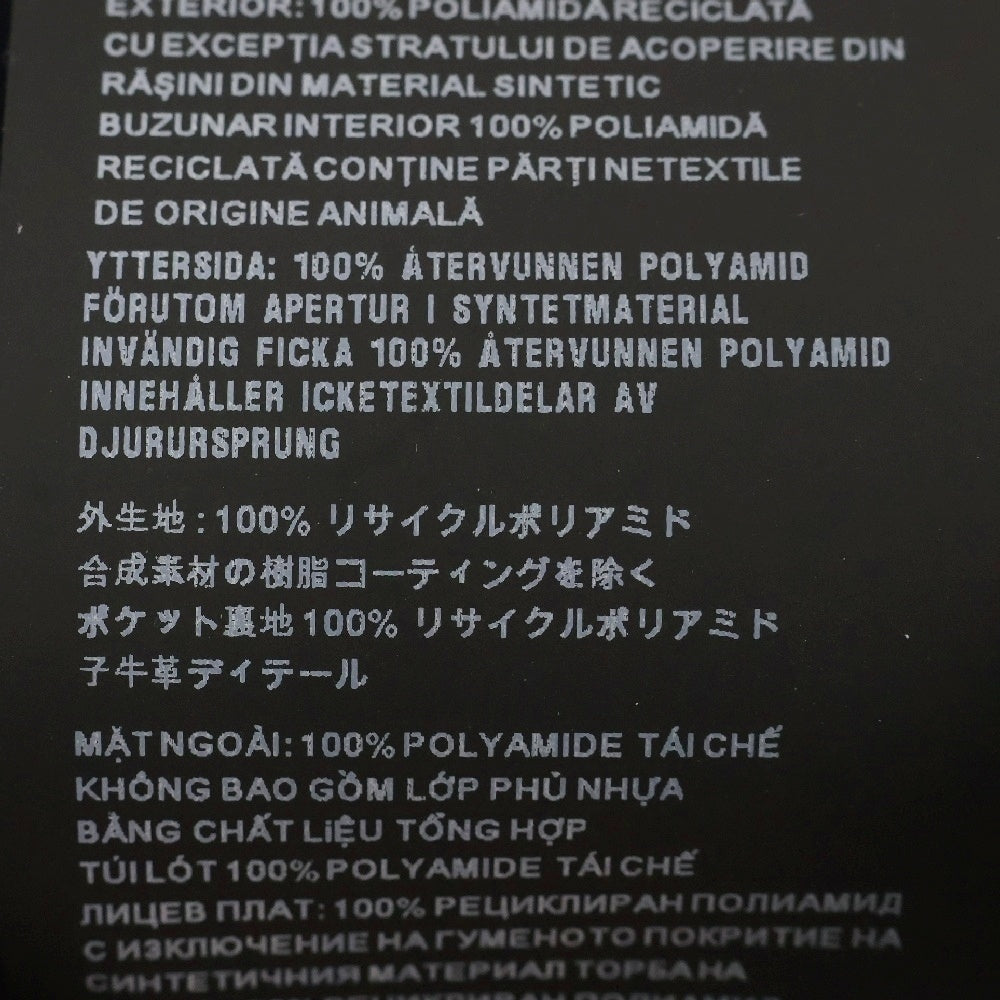 EXTERIOR: 100% POLIAMIDĂ RECICLATĂ
CU EXCEPȚIA STRATULUI DE ACOPERIRE DIN
RĂȘINI DIN MATERIAL SINTETIC
BUZUNAR INTERIOR 100% POLIAMIDĂ
RECICLATĂ CONȚINE PĂRȚI NETEXTILE
DE ORIGINE ANIMALĂ
YTTERSIDA: 100% ÅTERVUNNEN POLYAMID
FÖRUTOM APERTUR I SYNTETMATERIAL
INVÄNDIG FICKA 100% ÅTERVUNNEN POLYAMID
INNEHÅLLER ICKETEXTILDELAR AV
DJURURSPRUNG
外生地:100% リサイクルポリアミド
合成素材の樹脂コーティングを除く
ポケット裏地100% リサイクルポリアミド
子牛革ディテール
MẶT NGOÀI: 100% POLYAMIDE TÁI CHẾ
KHÔNG BAO GỒM LỚP PHỦ NHỰA
BẰNG CHẤT LiỆU TỔNG HỢP
TÚI LÓT 100% POLYAMIDE TÁI CHẾ
ЛИЦЕВ ПЛАТ: 100% РЕЦИКЛИРАН ПОЛИАМИД
С ИЗКЛЮЧЕНИЕ НА ГУМЕНОТО ПОКРИТИЕ НА
СИНТЕТИЧНИЯ МАТЕРИАЛ ТОРБА НА